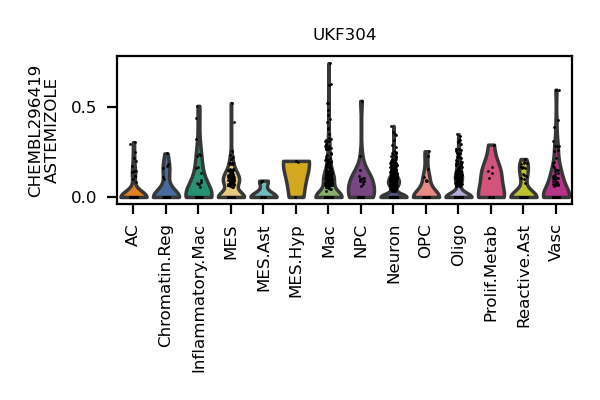 UKF304
CHEMBL296419
ASTEMIZOLE
0.5
0.0
AC
Chromatin.Reg
Inflammatory.Mac
MES
MES.Ast
MES.Hyp
Mac
NPC
Neuron
OPC
Oligo
Prolif.Metab
Reactive.Ast
Vasc